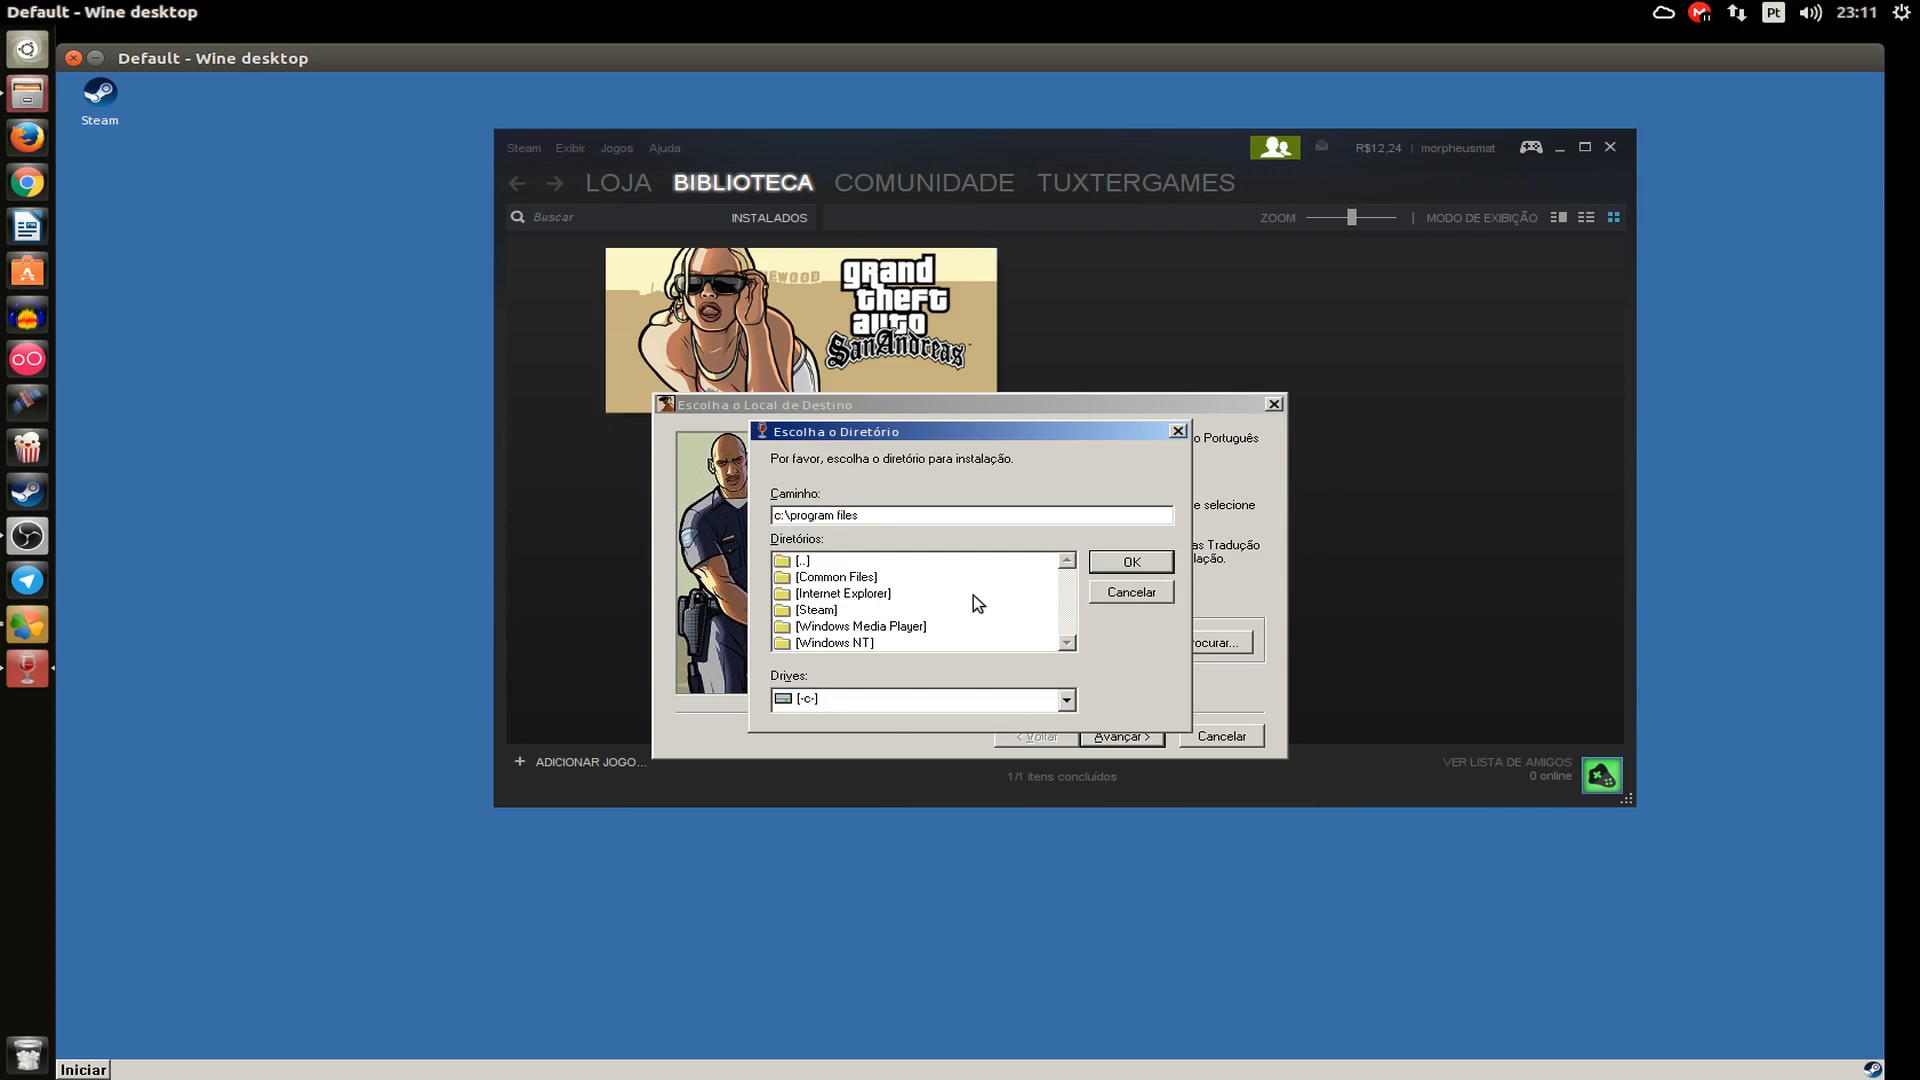 Default - Wine desktop
Pt
23:11
Default - Wine desktop
Steam
Steam Exibir Jogos Ajuda
R$12,24 | morpheusmat
LOJA BIBLIOTECA COMUNIDADE TUXTERGAMES
Buscar
INSTALADOS
ZOOM
| MODO DE EXIBIÇÃO
grand
theft
auto
San Andreas
Escolha o Local de Destino
Escolha o Diretório
o Português
Por favor, escolha o diretório para instalação.
Caminho:
e selecione
c:\program files
Diretórios:
as Tradução
lação.
[..]
OK
[Common Files]
[Internet Explorer]
Cancelar
[Steam]
[Windows Media Player]
[Windows NT]
rocurar...
Drives:
[-c-]
< Voltar
Avançar >
Cancelar
+ ADICIONAR JOGO...
VER LISTA DE AMIGOS
1/1 itens concluídos
0 online
Iniciar